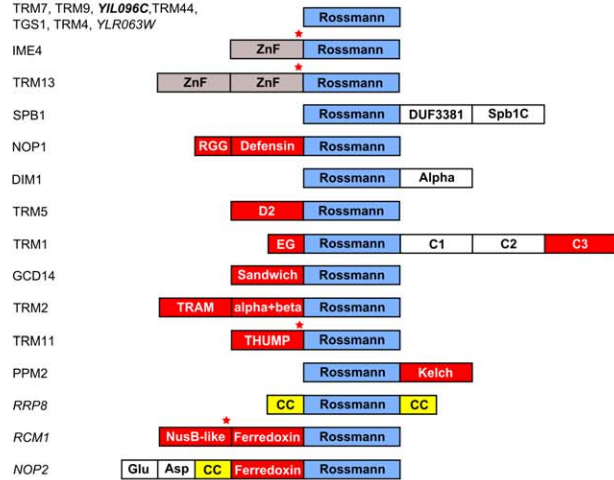 TRM7, TRM9, YIL096C,TRM44,
TGS1, TRM4, YLR063W
Rossmann
IME4 ZnF Rossmann
TRM13 ZnF ZnF Rossmann
SPB1 Rossmann DUF3381 Spb1C
NOP1 RGG Defensin Rossmann
DIM1 Rossmann Alpha
TRM5 D2 Rossmann
TRM1 EG Rossmann C1 C2 C3
GCD14 Sandwich Rossmann
TRM2 TRAM alpha+beta Rossmann
TRM11 THUMP Rossmann
PPM2 Rossmann Kelch
RRP8 CC Rossmann CC
RCM1 NusB-like Ferredoxin Rossmann
NOP2 Glu Asp CC Ferredoxin Rossmann